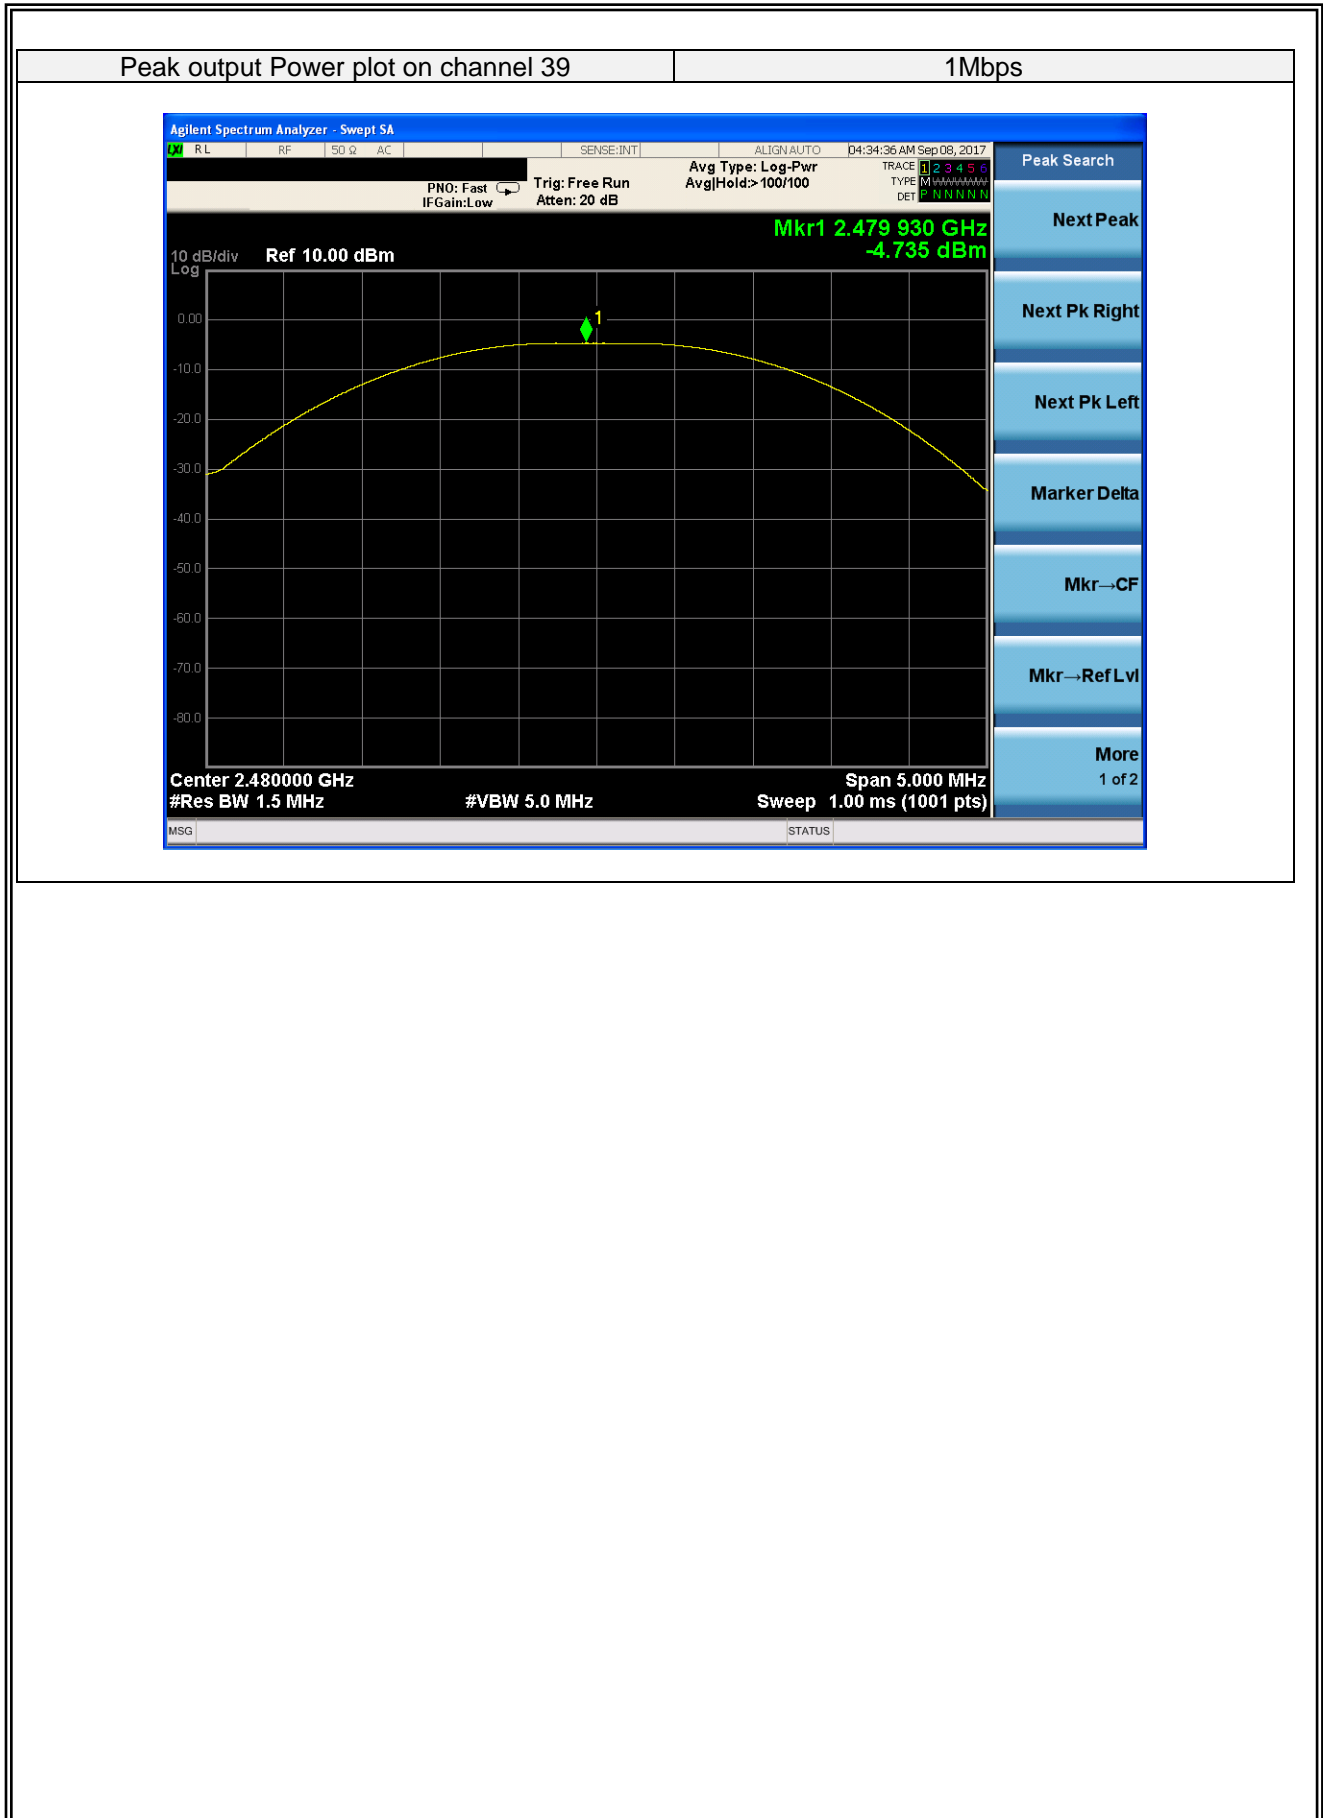 Peak output Power plot on channel 39 1Mbps
Agilent Spectrum Analyzer - Swept SA
LXI RL RF 50 Ω AC SENSE:INT ALIGN AUTO 04:34:36 AM Sep 08, 2017
PNO: Fast
IFGain:Low
Trig: Free Run
Atten: 20 dB
Avg Type: Log-Pwr
Avg|Hold:>100/100
TRACE 1 2 3 4 5 6
TYPE M
DET P N N N N N
Mkr1 2.479 930 GHz
-4.735 dBm
10 dB/div Ref 10.00 dBm
Log
1
0.00
-10.0
-20.0
-30.0
-40.0
-50.0
-60.0
-70.0
-80.0
Center 2.480000 GHz Span 5.000 MHz
#Res BW 1.5 MHz #VBW 5.0 MHz Sweep 1.00 ms (1001 pts)
MSG STATUS
Peak Search
Next Peak
Next Pk Right
Next Pk Left
Marker Delta
Mkr→CF
Mkr→Ref Lvl
More
1 of 2